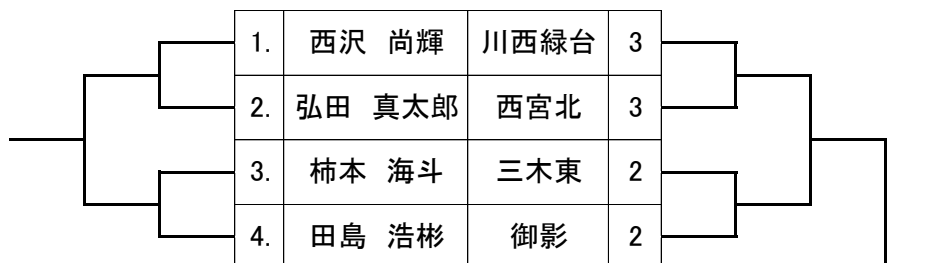 1. 西沢 尚輝 川西緑台 3
2. 弘田 真太郎 西宮北 3
3. 柿本 海斗 三木東 2
4. 田島 浩彬 御影 2